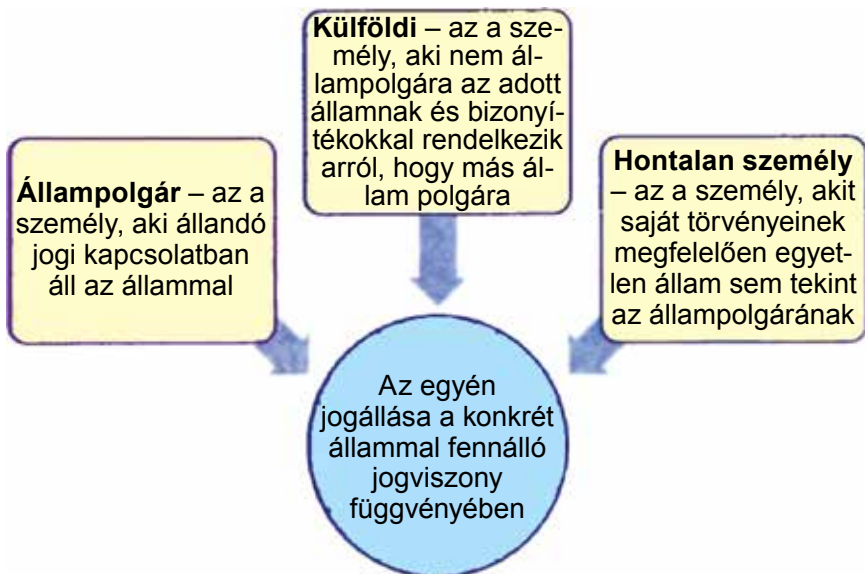 Külföldi – az a sze-
mély, aki nem ál-
lampolgára az adott
államnak és bizonyí-
tékokkal rendelkezik
arról, hogy más ál-
lam polgára
Állampolgár – az a
személy, aki állandó
jogi kapcsolatban
áll az állammal
Hontalan személy
– az a személy, akit
saját törvényeinek
megfelelően egyet-
len állam sem tekint
az állampolgárának
Az egyén
jogállása a konkrét
állammal fennálló
jogviszony
függvényében